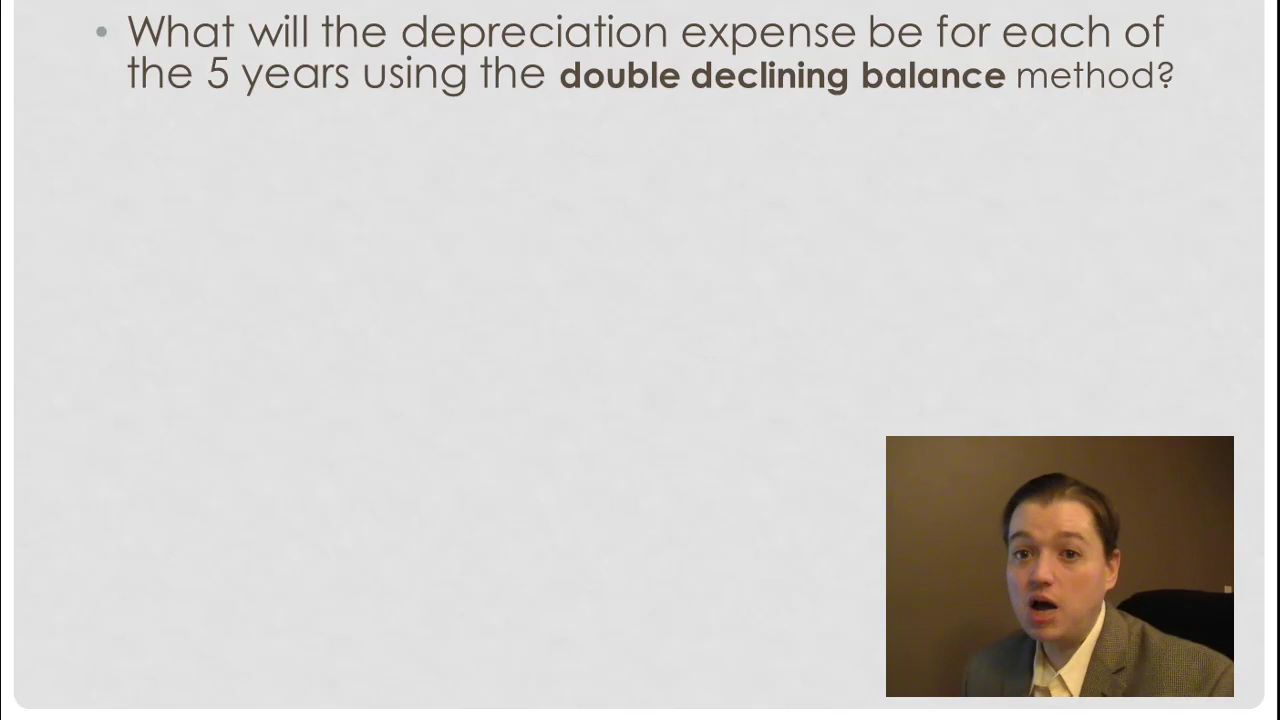 • What will the depreciation expense be for each of
the 5 years using the double declining balance method?